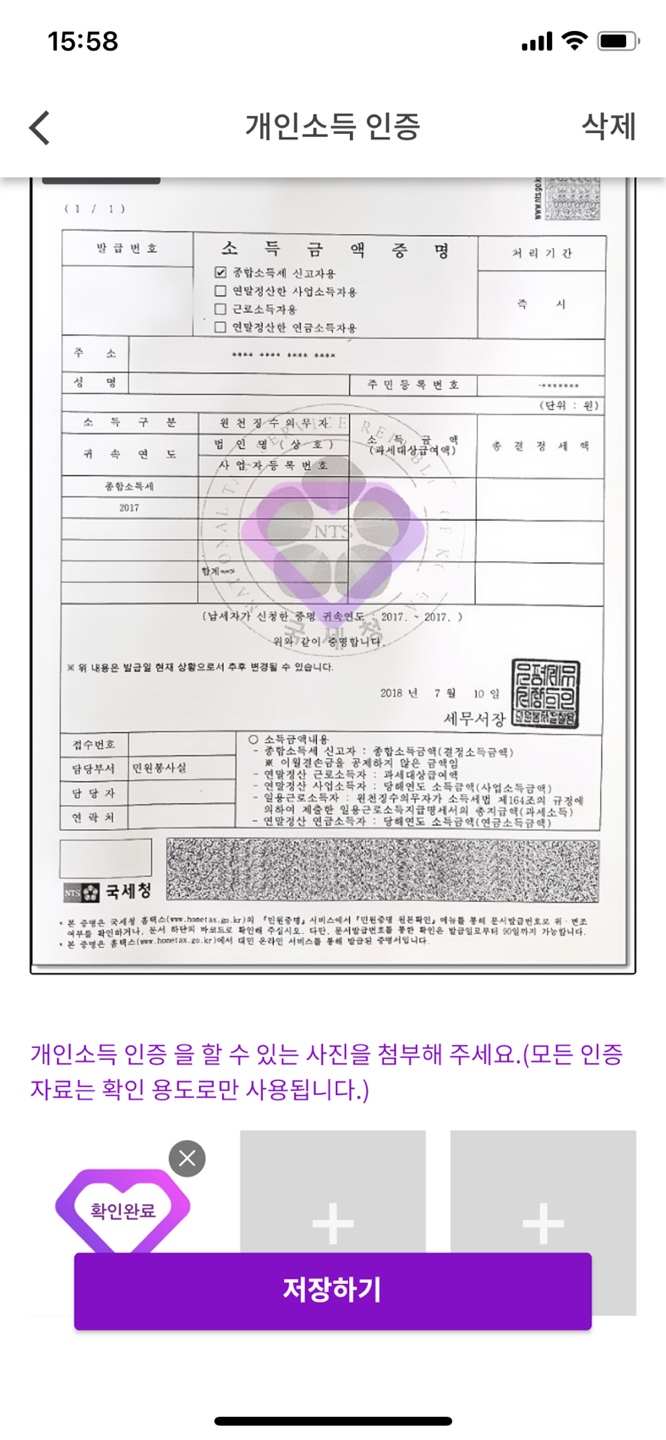 15:58
개인소득 인증
삭제
( 1 / 1 )
발급번호
소 득 금 액 증 명
처리기간
종합소득세 신고자용
연말정산한 사업소득자용
근로소득자용
연말정산한 연금소득자용
즉 시
주 소
**** **** **** ****
성 명
주민등록번호
-*******
(단위 : 원)
소 득 구 분
원천징수의무자
귀 속 연 도
법 인 명 ( 상 호 )
사업자등록번호
소 득 금 액
(과세대상급여액)
총 결 정 세 액
종합소득세
2017
NTS
합계==>
(납세자가 신청한 증명 귀속연도 : 2017. ~ 2017. )
국세청
위와 같이 증명합니다.
※ 위 내용은 발급일 현재 상황으로서 추후 변경될 수 있습니다.
2018 년 7 월 10 일
세무서장
접수번호
담당부서 민원봉사실
담 당 자
연 락 처
○ 소득금액내용
- 종합소득세 신고자 : 종합소득금액(결정소득금액)
※ 이월결손금을 공제하지 않은 금액임
- 연말정산 근로소득자 : 과세대상급여액
- 연말정산 사업소득자 : 당해연도 소득금액(사업소득금액)
- 일용근로소득자 : 원천징수의무자가 소득세법 제164조의 규정에
의하여 제출한 일용근로소득지급명세서의 총지급액(과세소득)
- 연말정산 연금소득자 : 당해연도 소득금액(연금소득금액)
NTS 국세청
• 본 증명은 국세청 홈택스(www.hometax.go.kr)의 『민원증명』 서비스에서 『민원증명 원본확인』 메뉴를 통해 문서발급번호로 위·변조
여부를 확인하거나, 문서 하단의 바코드로 확인해 주십시오. 다만, 문서발급번호를 통한 확인은 발급일로부터 90일까지 가능합니다.
• 본 증명은 홈택스(www.hometax.go.kr)에서 대민 온라인 서비스를 통해 발급된 증명서입니다.
개인소득 인증 을 할 수 있는 사진을 첨부해 주세요.(모든 인증
자료는 확인 용도로만 사용됩니다.)
확인완료
저장하기